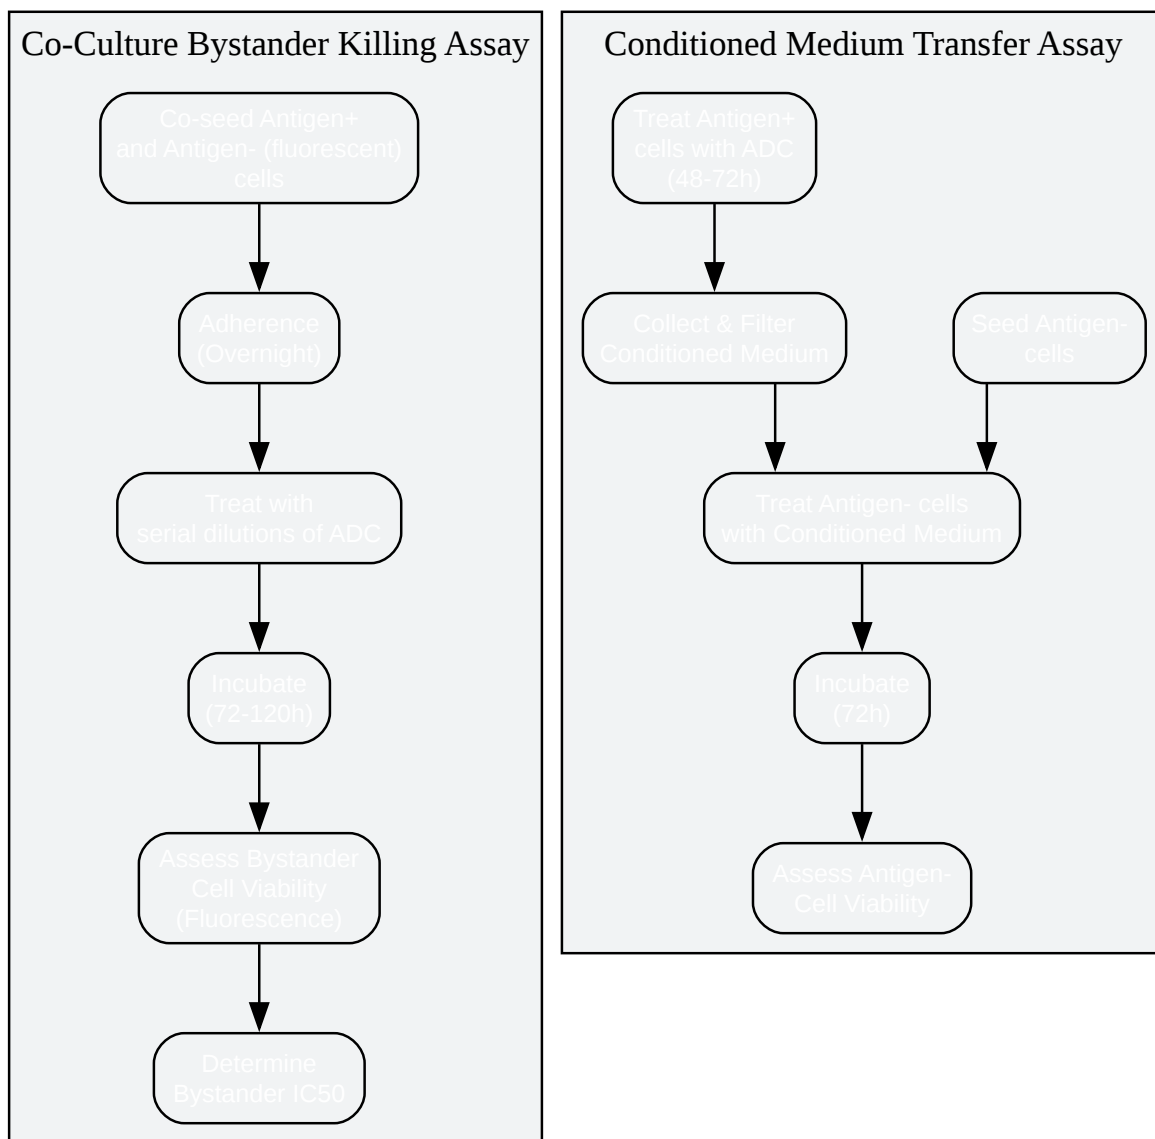 Co-Culture Bystander Killing Assay
Co-seed Antigen+
and Antigen- (fluorescent)
cells
Adherence
(Overnight)
Treat with
serial dilutions of ADC
Incubate
(72-120h)
Assess Bystander
Cell Viability
(Fluorescence)
Determine
Bystander IC50
Conditioned Medium Transfer Assay
Treat Antigen+
cells with ADC
(48-72h)
Collect & Filter
Conditioned Medium
Seed Antigen-
cells
Treat Antigen- cells
with Conditioned Medium
Incubate
(72h)
Assess Antigen-
Cell Viability